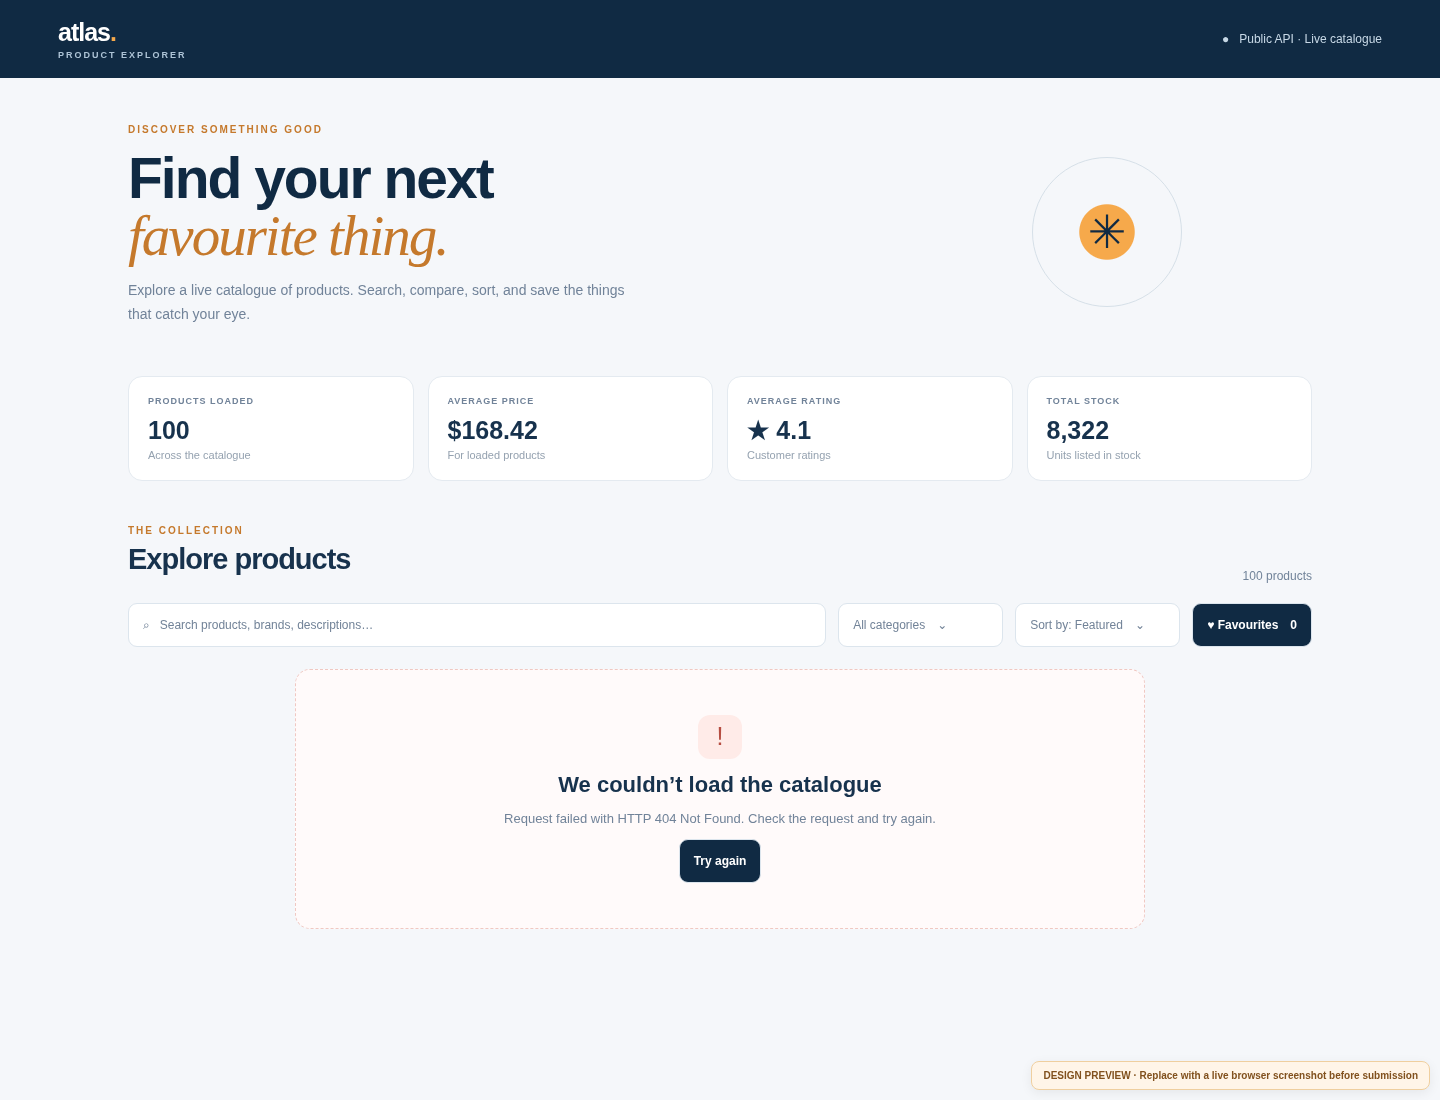 atlas.
PRODUCT EXPLORER
● Public API · Live catalogue
DISCOVER SOMETHING GOOD
Find your next
favourite thing.
Explore a live catalogue of products. Search, compare, sort, and save the things
that catch your eye.
PRODUCTS LOADED
100
Across the catalogue
AVERAGE PRICE
$168.42
For loaded products
AVERAGE RATING
★ 4.1
Customer ratings
TOTAL STOCK
8,322
Units listed in stock
THE COLLECTION
Explore products
100 products
Search products, brands, descriptions…
All categories
Sort by: Featured
♥ Favourites 0
!
We couldn’t load the catalogue
Request failed with HTTP 404 Not Found. Check the request and try again.
Try again
DESIGN PREVIEW · Replace with a live browser screenshot before submission